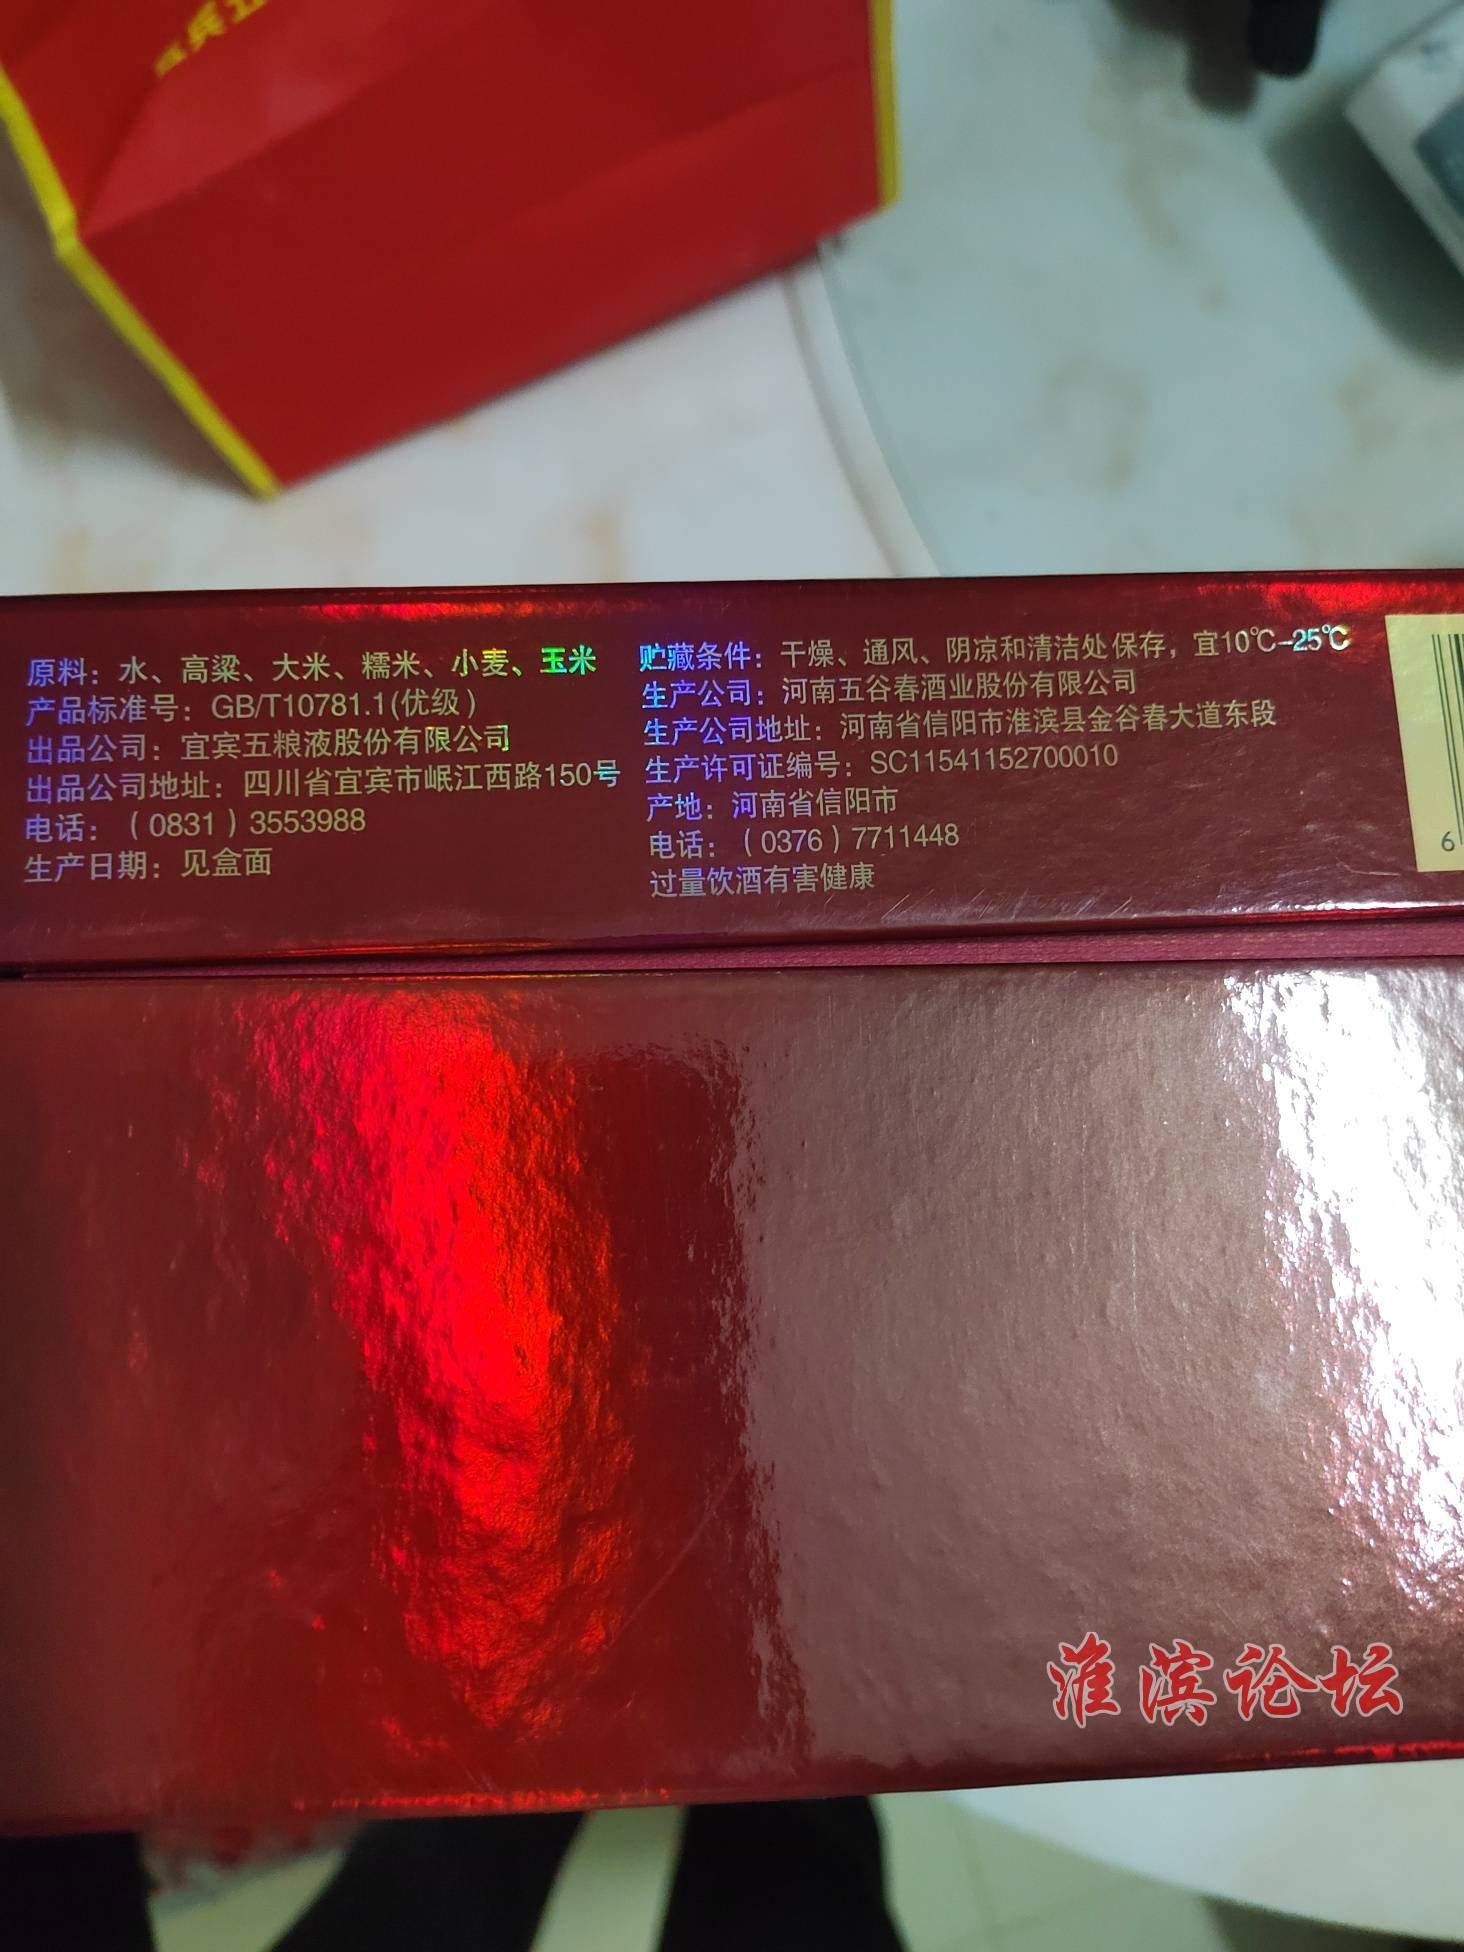 原料：水、高粱、大米、糯米、小麦、玉米
产品标准号：GB/T10781.1(优级)
出品公司：宜宾五粮液股份有限公司
出品公司地址：四川省宜宾市岷江西路150号
电话：（0831）3553988
生产日期：见盒面
贮藏条件：干燥、通风、阴凉和清洁处保存，宜10℃-25℃
生产公司：河南五谷春酒业股份有限公司
生产公司地址：河南省信阳市淮滨县金谷春大道东段
生产许可证编号：SC11541152700010
产地：河南省信阳市
电话：（0376）7711448
过量饮酒有害健康
6
淮滨论坛